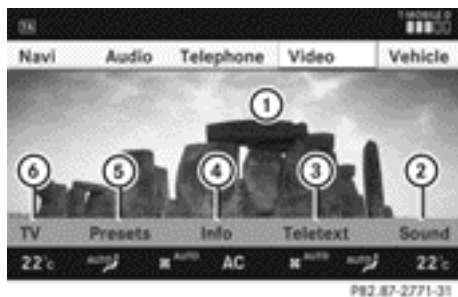 TA T-MOBILE D
Navi Audio Telephone Video Vehicle
1
6 5 4 3 2
TV Presets Info Teletext Sound
22°c AUTO AUTO AC AUTO AUTO 22°c
P82.87-2771-31